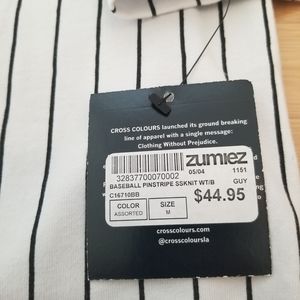 CROSS COLOURS launched its ground breaking
line of apparel with a single message:
Clothing Without Prejudice.
zumiez
32837700070002 05/04 1151
BASEBALL PINSTRIPE SSKNIT WT/B GUY
C16710BB
COLOR SIZE $44.95
ASSORTED M
crosscolours.com
@crosscoloursla